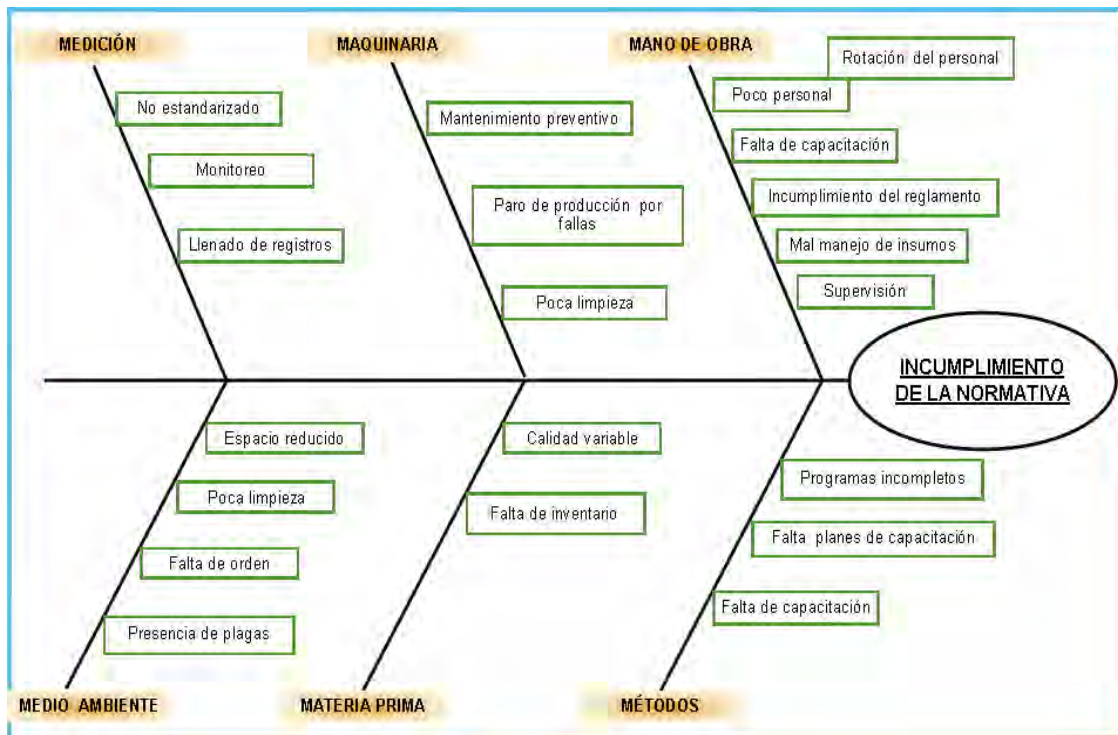 MEDICIÓN
MAQUINARIA
MANO DE OBRA
Rotación del personal
Poco personal
No estandarizado
Mantenimiento preventivo
Falta de capacitación
Monitoreo
Incumplimiento del reglamento
Paro de producción por
fallas
Llenado de registros
Mal manejo de insumos
Supervisión
Poca limpieza
INCUMPLIMIENTO
DE LA NORMATIVA
Espacio reducido
Calidad variable
Programas incompletos
Poca limpieza
Falta de inventario
Falta planes de capacitación
Falta de orden
Falta de capacitación
Presencia de plagas
MEDIO AMBIENTE
MATERIA PRIMA
MÉTODOS